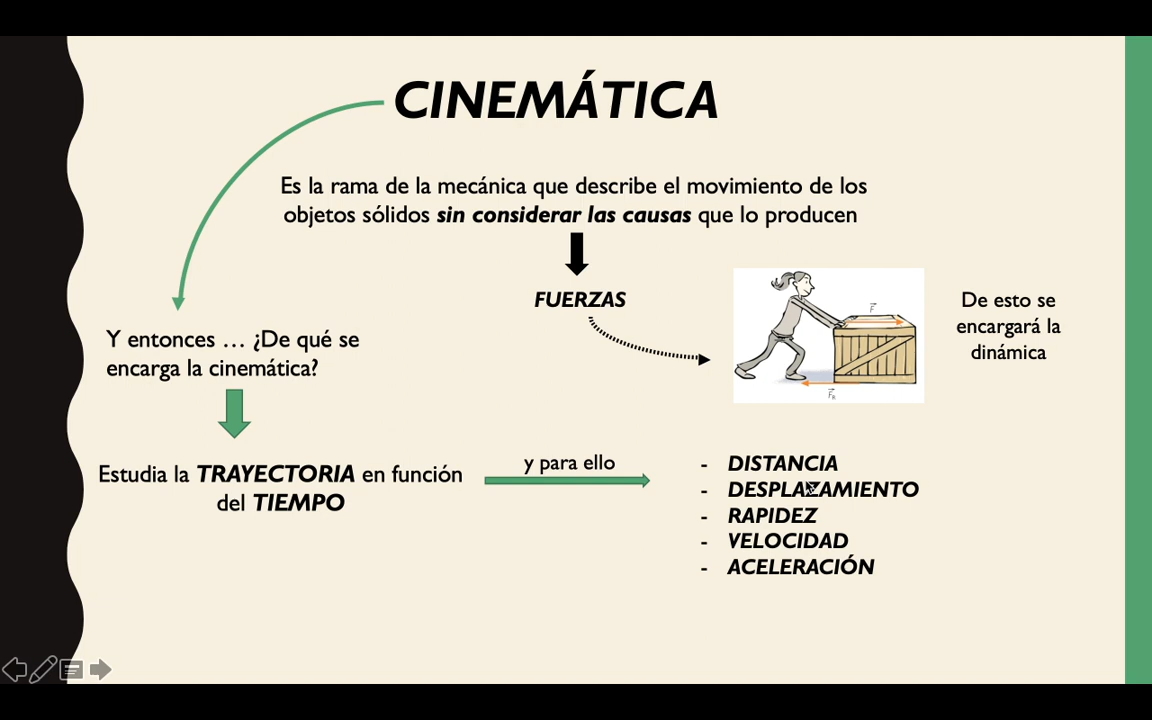 CINEMÁTICA
Es la rama de la mecánica que describe el movimiento de los
objetos sólidos sin considerar las causas que lo producen
FUERZAS
F
F_R
De esto se
encargará la
dinámica
Y entonces … ¿De qué se
encarga la cinemática?
Estudia la TRAYECTORIA en función
del TIEMPO
y para ello
- DISTANCIA
- DESPLAZAMIENTO
- RAPIDEZ
- VELOCIDAD
- ACELERACIÓN